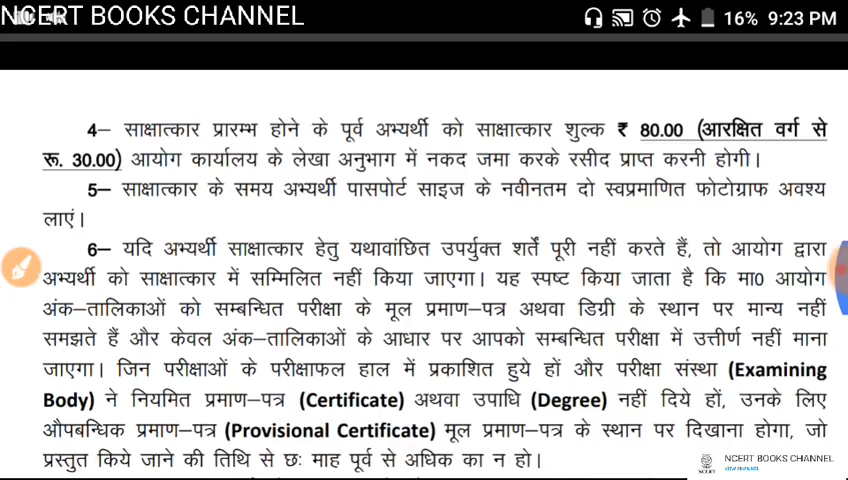 NCERT BOOKS CHANNEL
16% 9:23 PM
4– साक्षात्कार प्रारम्भ होने के पूर्व अभ्यर्थी को साक्षात्कार शुल्क ₹ 80.00 (आरक्षित वर्ग से
रू. 30.00) आयोग कार्यालय के लेखा अनुभाग में नकद जमा करके रसीद प्राप्त करनी होगी।
5– साक्षात्कार के समय अभ्यर्थी पासपोर्ट साइज के नवीनतम दो स्वप्रमाणित फोटोग्राफ अवश्य
लाएं।
6– यदि अभ्यर्थी साक्षात्कार हेतु यथावांछित उपर्युक्त शर्तें पूरी नहीं करते हैं, तो आयोग द्वारा
अभ्यर्थी को साक्षात्कार में सम्मिलित नहीं किया जाएगा। यह स्पष्ट किया जाता है कि मा0 आयोग
अंक–तालिकाओं को सम्बन्धित परीक्षा के मूल प्रमाण–पत्र अथवा डिग्री के स्थान पर मान्य नहीं
समझते हैं और केवल अंक–तालिकाओं के आधार पर आपको सम्बन्धित परीक्षा में उत्तीर्ण नहीं माना
जाएगा। जिन परीक्षाओं के परीक्षाफल हाल में प्रकाशित हुये हों और परीक्षा संस्था (Examining
Body) ने नियमित प्रमाण–पत्र (Certificate) अथवा उपाधि (Degree) नहीं दिये हों, उनके लिए
औपबन्धिक प्रमाण–पत्र (Provisional Certificate) मूल प्रमाण–पत्र के स्थान पर दिखाना होगा, जो
प्रस्तुत किये जाने की तिथि से छः माह पूर्व से अधिक का न हो।
NCERT BOOKS CHANNEL
VIEW CHANNEL